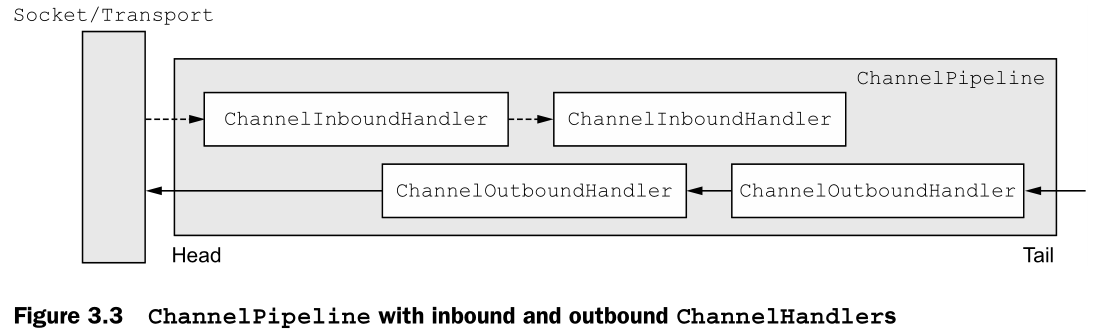 Socket/Transport
ChannelPipeline
ChannelInboundHandler
ChannelInboundHandler
ChannelOutboundHandler
ChannelOutboundHandler
Head
Tail
Figure 3.3 ChannelPipeline with inbound and outbound ChannelHandlers